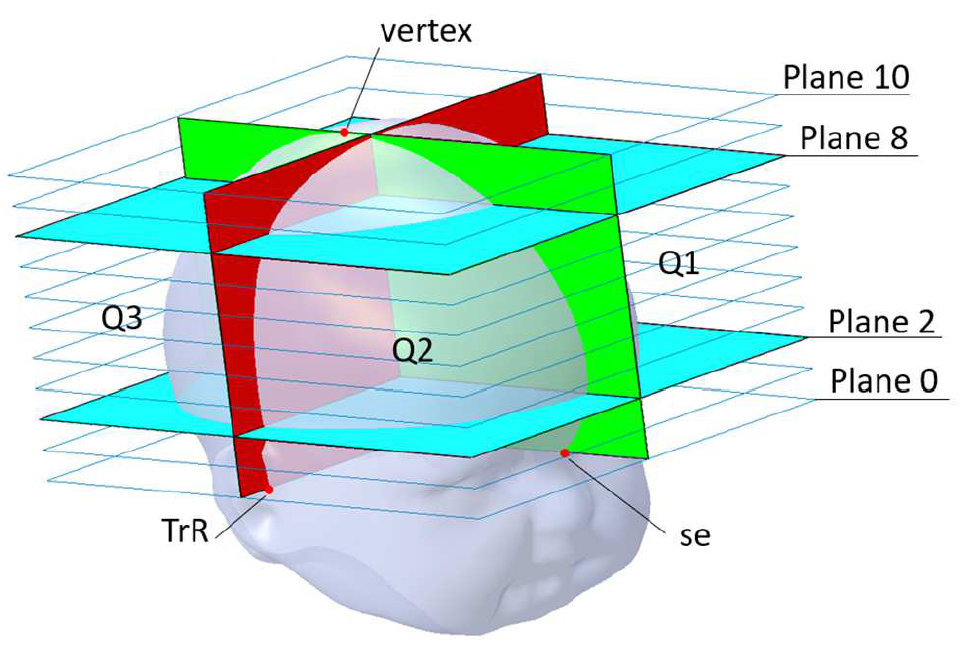 vertex
Plane 10
Plane 8
Q1
Q3
Plane 2
Q2
Plane 0
TrR
se